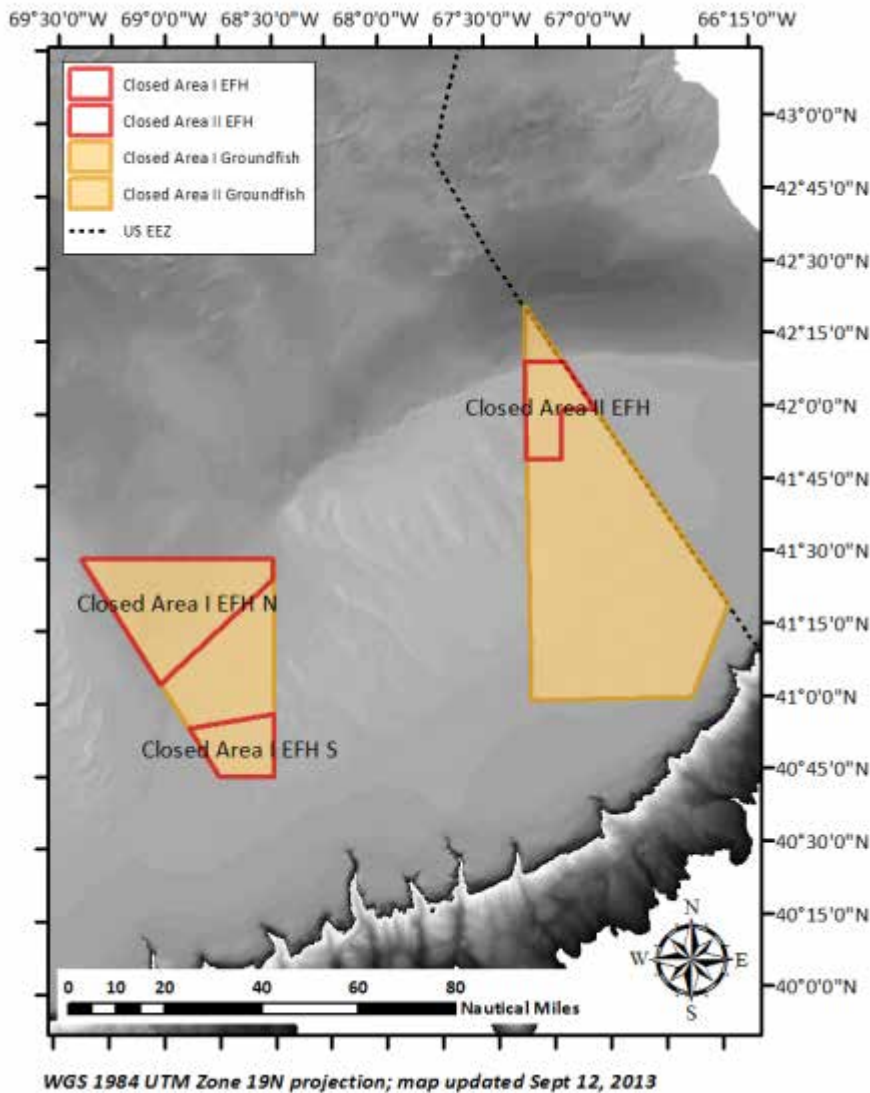 69°30'0"W 69°0'0"W 68°30'0"W 68°0'0"W 67°30'0"W 67°0'0"W 66°15'0"W
Closed Area I EFH
Closed Area II EFH
Closed Area I Groundfish
Closed Area II Groundfish
US EEZ
43°0'0"N
42°45'0"N
42°30'0"N
42°15'0"N
42°0'0"N
41°45'0"N
41°30'0"N
41°15'0"N
41°0'0"N
40°45'0"N
40°30'0"N
40°15'0"N
40°0'0"N
Closed Area II EFH
Closed Area I EFH N
Closed Area I EFH S
N
W E
S
0 10 20 40 60 80
Nautical Miles
WGS 1984 UTM Zone 19N projection; map updated Sept 12, 2013